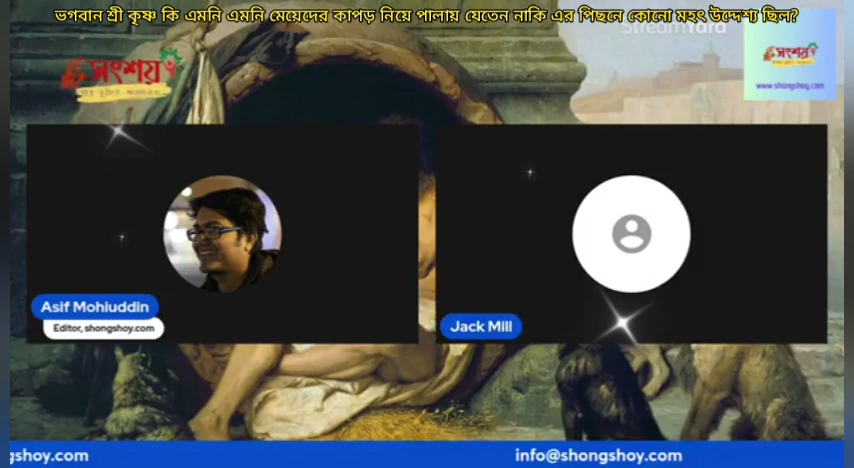 ভগবান শ্রী কৃষ্ণ কি এমনি এমনি মেয়েদের কাপড় নিয়ে পালায় যেতেন নাকি এর পিছনে কোনো মহৎ উদ্দেশ্য ছিল?
StreamYard
সংশয়
সংশয়
www.shongshoy.com
Asif Mohiuddin
Editor, shongshoy.com
Jack Mill
gshoy.com
info@shongshoy.com